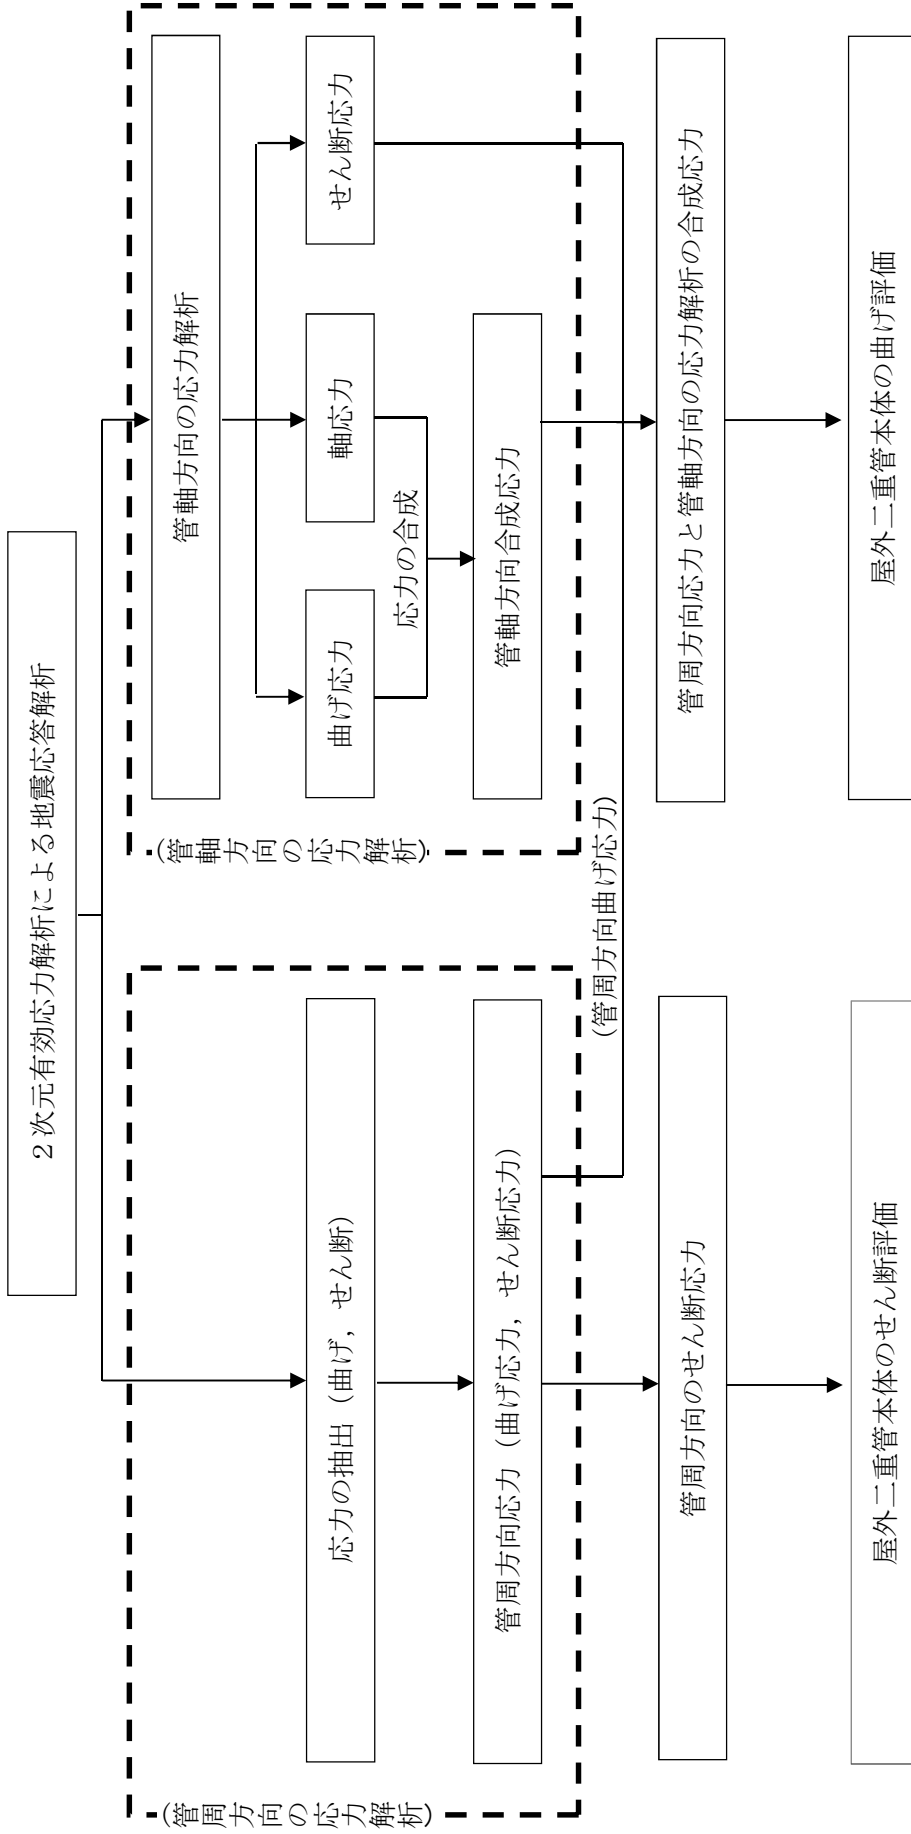 2次元有効応力解析による地震応答解析
(管周方向の応力解析)
応力の抽出(曲げ,せん断)
管周方向応力(曲げ応力,せん断応力)
管周方向のせん断応力
屋外二重管本体のせん断評価
(管軸方向の応力解析)
管軸方向の応力解析
曲げ応力
軸応力
せん断応力
応力の合成
管軸方向合成応力
(管周方向曲げ応力)
管周方向応力と管軸方向の応力解析の合成応力
屋外二重管本体の曲げ評価